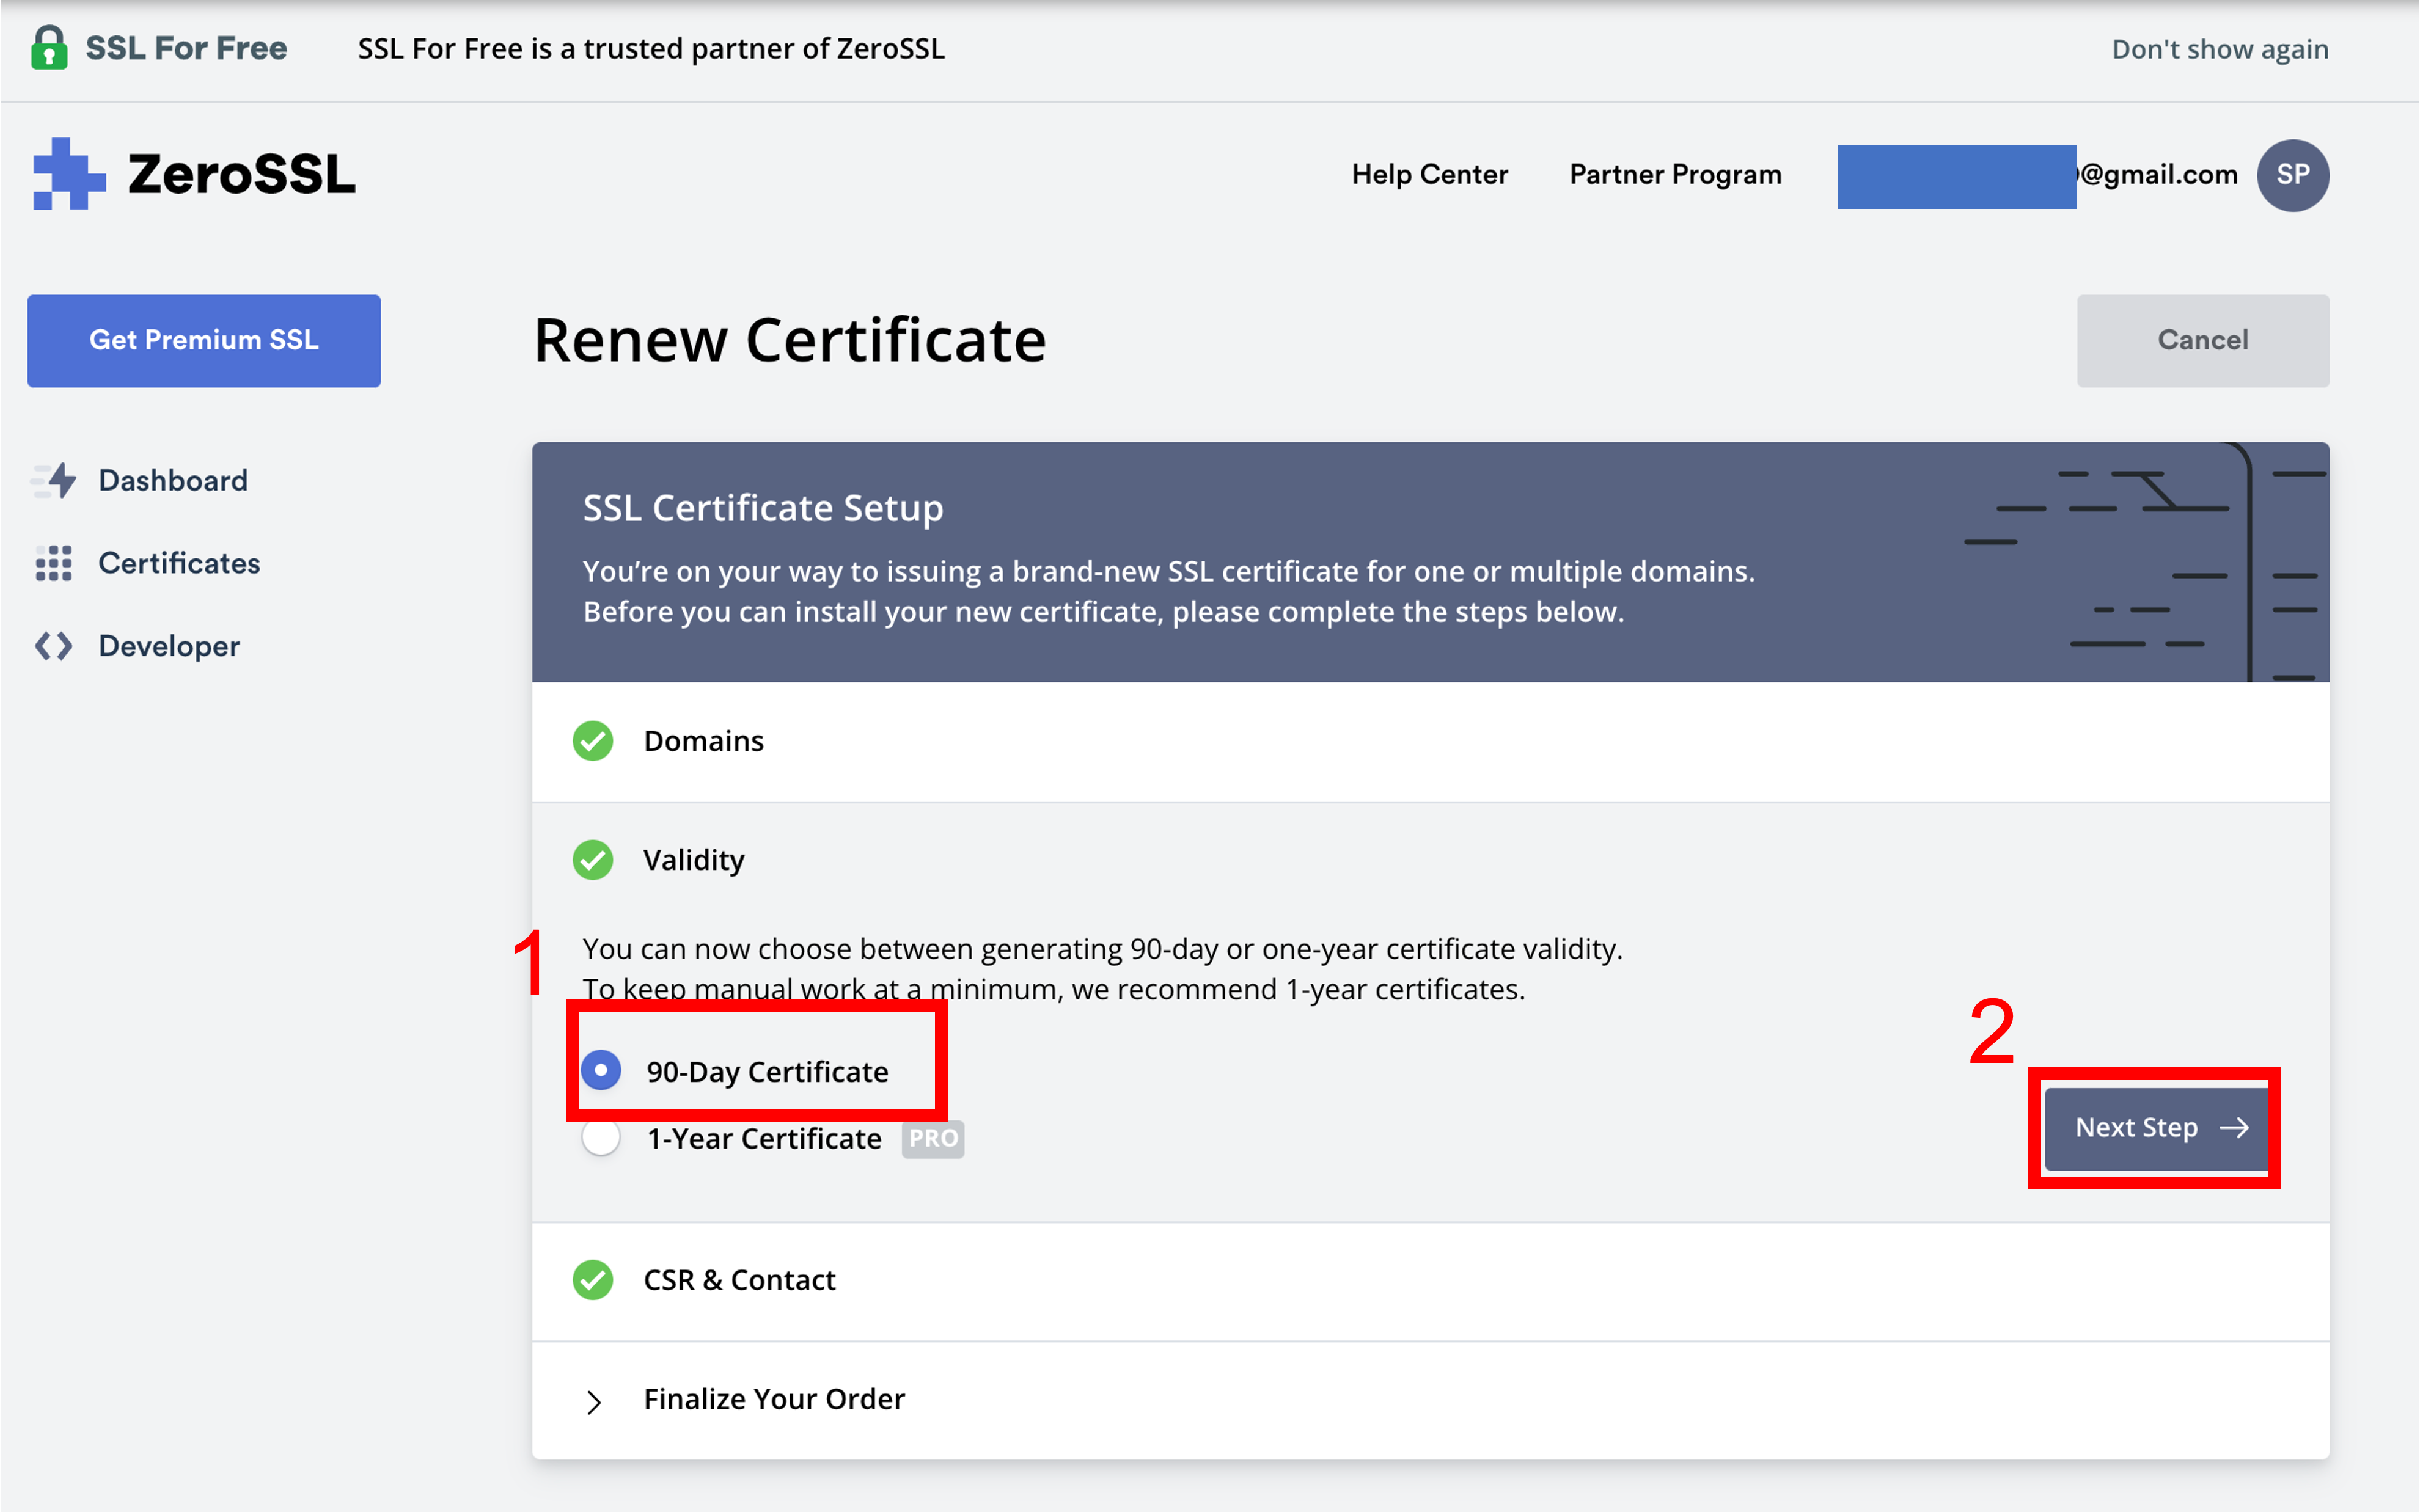 SSL For Free
SSL For Free is a trusted partner of ZeroSSL
Don't show again
ZeroSSL
Help Center
Partner Program
@gmail.com
SP
Get Premium SSL
Renew Certificate
Cancel
Dashboard
Certificates
Developer
SSL Certificate Setup
You’re on your way to issuing a brand-new SSL certificate for one or multiple domains.
Before you can install your new certificate, please complete the steps below.
Domains
Validity
1
You can now choose between generating 90-day or one-year certificate validity.
To keep manual work at a minimum, we recommend 1-year certificates.
90-Day Certificate
1-Year Certificate PRO
2
Next Step
CSR & Contact
Finalize Your Order